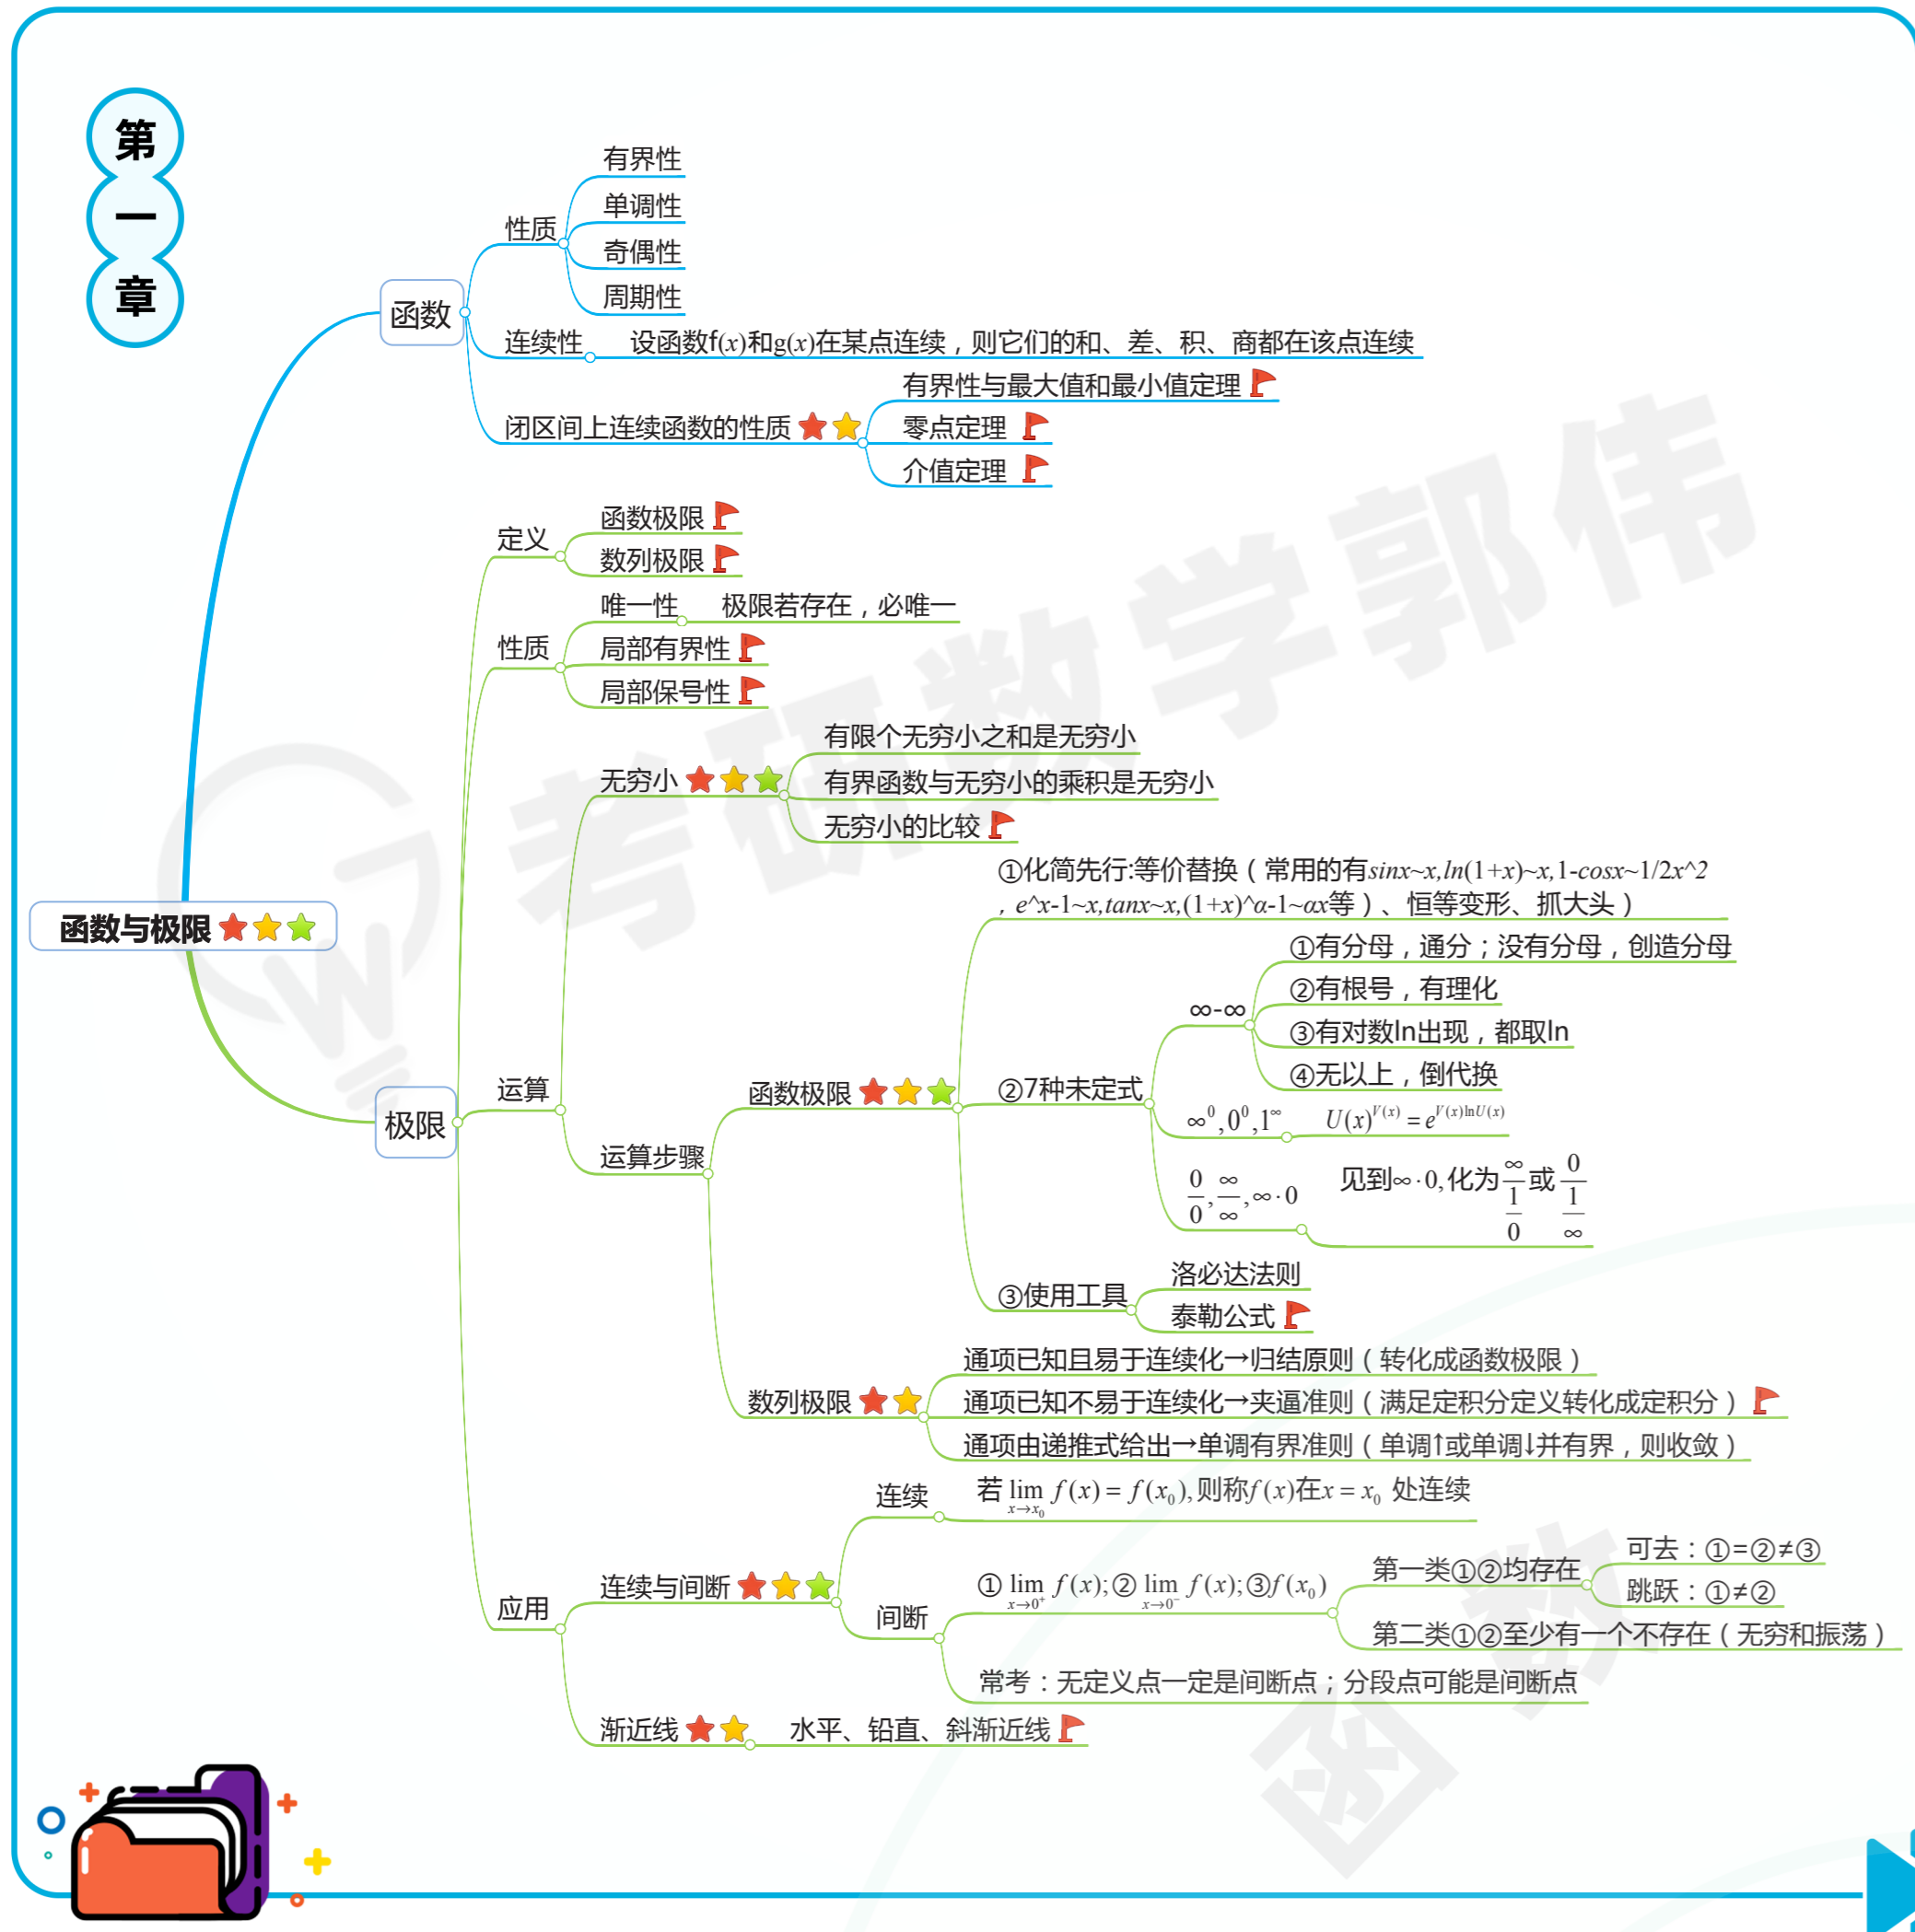 第
一
章
函数与极限
函数
性质
有界性
单调性
奇偶性
周期性
连续性
设函数f(x)和g(x)在某点连续，则它们的和、差、积、商都在该点连续
闭区间上连续函数的性质
有界性与最大值和最小值定理
零点定理
介值定理
极限
定义
函数极限
数列极限
性质
唯一性
极限若存在，必唯一
局部有界性
局部保号性
运算
无穷小
有限个无穷小之和是无穷小
有界函数与无穷小的乘积是无穷小
无穷小的比较
运算步骤
函数极限
①化简先行:等价替换（常用的有sinx~x,ln(1+x)~x,1-cosx~1/2x^2
，e^x-1~x,tanx~x,(1+x)^α-1~αx等）、恒等变形、抓大头）
②7种未定式
∞-∞
①有分母，通分；没有分母，创造分母
②有根号，有理化
③有对数ln出现，都取ln
④无以上，倒代换
∞^0,0^0,1^∞
U(x)^{V(x)}=e^{V(x)lnU(x)}
0/0,∞/∞,∞·0
见到∞·0,化为∞/(1/0)或0/(1/∞)
③使用工具
洛必达法则
泰勒公式
数列极限
通项已知且易于连续化→归结原则（转化成函数极限）
通项已知不易于连续化→夹逼准则（满足定积分定义转化成定积分）
通项由递推式给出→单调有界准则（单调↑或单调↓并有界，则收敛）
应用
连续与间断
连续
若lim_{x→x₀} f(x)=f(x₀),则称f(x)在x=x₀ 处连续
间断
①lim_{x→0⁺} f(x);②lim_{x→0⁻} f(x);③f(x₀)
第一类①②均存在
可去：①=②≠③
跳跃：①≠②
第二类①②至少有一个不存在（无穷和振荡）
常考：无定义点一定是间断点；分段点可能是间断点
渐近线
水平、铅直、斜渐近线
考研数学郭伟
函数